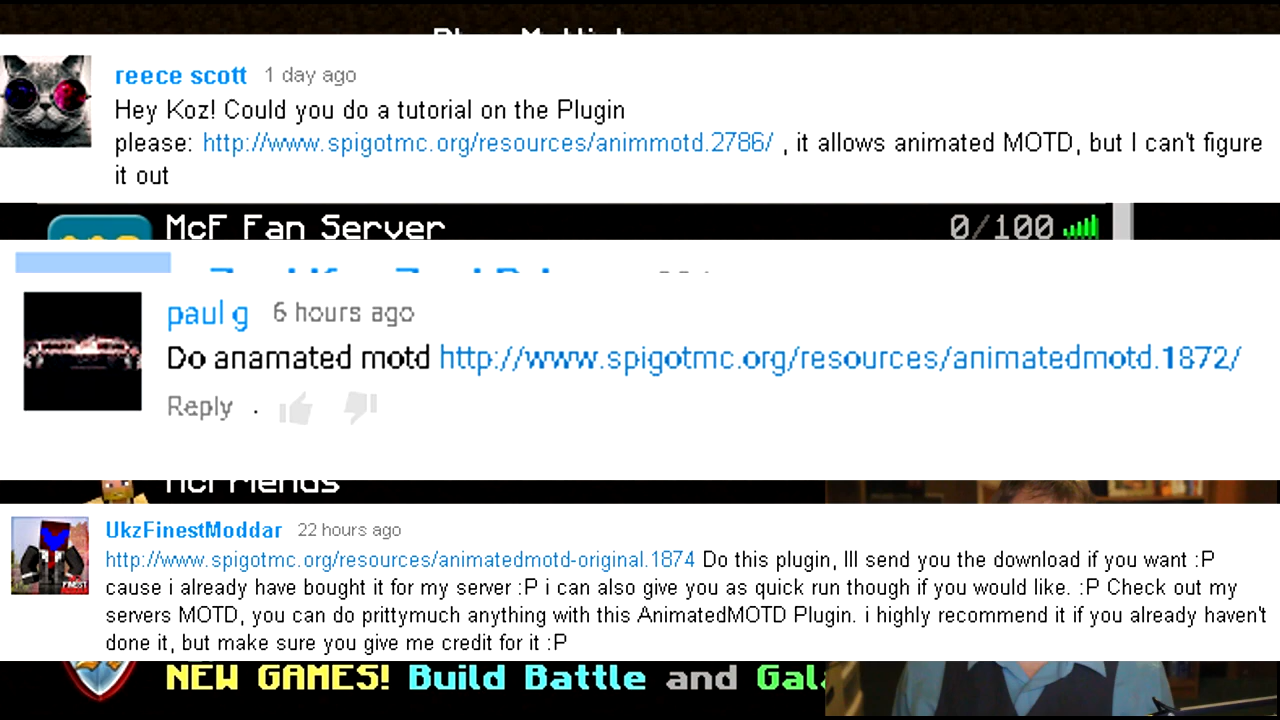 reece scott 1 day ago
Hey Koz! Could you do a tutorial on the Plugin
please: http://www.spigotmc.org/resources/animmotd.2786/ , it allows animated MOTD, but I can't figure
it out
McF Fan Server 0/100
paul g 6 hours ago
Do anamated motd http://www.spigotmc.org/resources/animatedmotd.1872/
Reply .
McFriends
UkzFinestModdar 22 hours ago
http://www.spigotmc.org/resources/animatedmotd-original.1874 Do this plugin, Ill send you the download if you want :P
cause i already have bought it for my server :P i can also give you as quick run though if you would like. :P Check out my
servers MOTD, you can do prittymuch anything with this AnimatedMOTD Plugin. i highly recommend it if you already haven't
done it, but make sure you give me credit for it :P
NEW GAMES! Build Battle and Gala